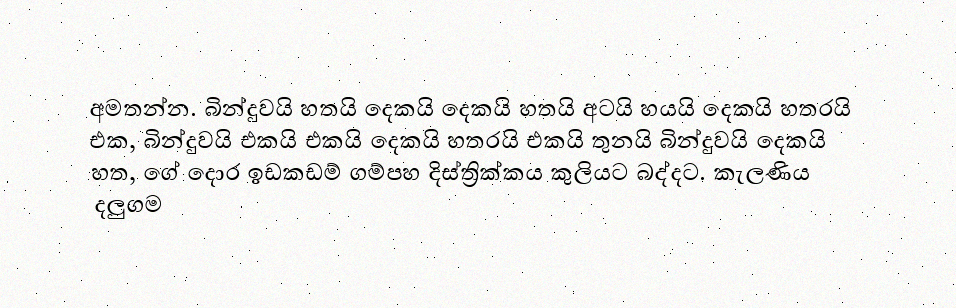 අමතන්න. බින්දුවයි හතයි දෙකයි දෙකයි හතයි අටයි හයයි දෙකයි හතරයි
එක, බින්දුවයි එකයි එකයි දෙකයි හතරයි එකයි තුනයි බින්දුවයි දෙකයි
හත, ගේ දොර ඉඩකඩම් ගම්පහ දිස්ත්‍රික්කය කුලියට බද්දට. කැලණිය
දලුගම